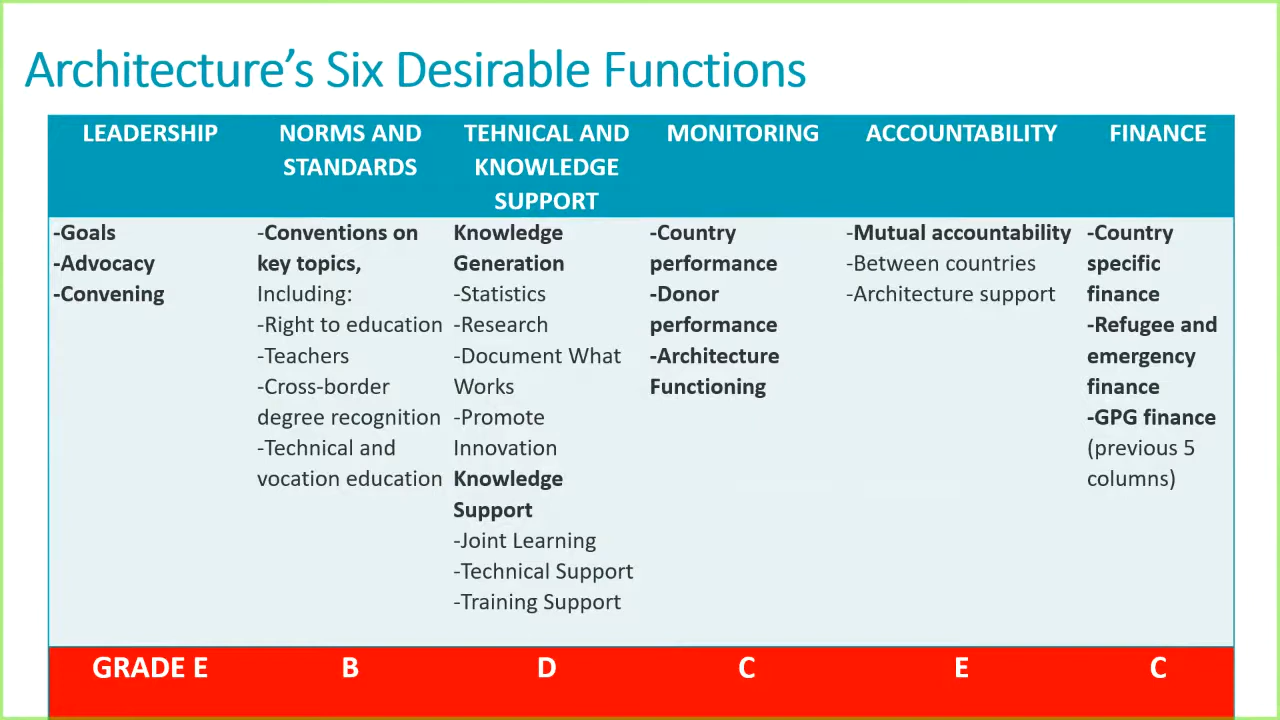 Architecture's Six Desirable Functions
LEADERSHIP
NORMS AND
STANDARDS
TEHNICAL AND
KNOWLEDGE
SUPPORT
MONITORING
ACCOUNTABILITY
FINANCE
-Goals
-Advocacy
-Convening
-Conventions on
key topics,
Including:
-Right to education
-Teachers
-Cross-border
degree recognition
-Technical and
vocation education
Knowledge
Generation
-Statistics
-Research
-Document What
Works
-Promote
Innovation
Knowledge
Support
-Joint Learning
-Technical Support
-Training Support
-Country
performance
-Donor
performance
-Architecture
Functioning
-Mutual accountability
-Between countries
-Architecture support
-Country
specific
finance
-Refugee and
emergency
finance
-GPG finance
(previous 5
columns)
GRADE E
B
D
C
E
C